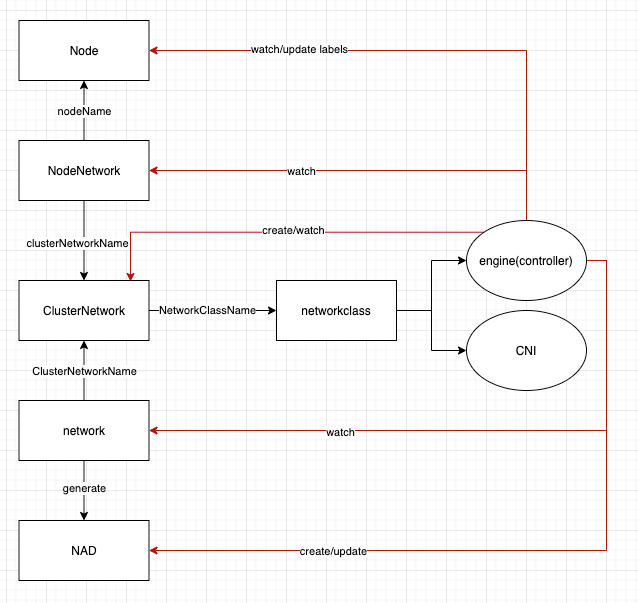 Node
watch/update labels
nodeName
NodeNetwork
watch
create/watch
clusterNetworkName
engine(controller)
ClusterNetwork
NetworkClassName
networkclass
CNI
ClusterNetworkName
network
watch
generate
NAD
create/update